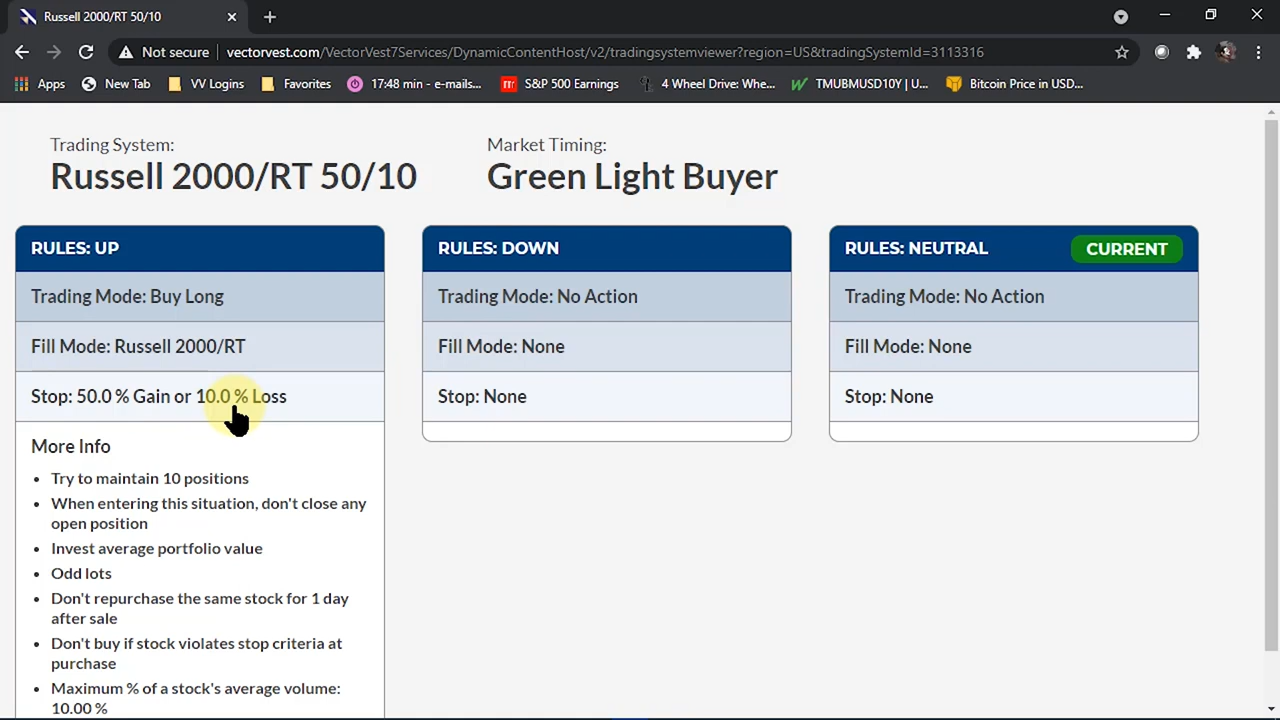 Russell 2000/RT 50/10
Not secure
vectorvest.com/VectorVest7Services/DynamicContentHost/v2/tradingsystemviewer?region=US&tradingSystemId=3113316
Apps
New Tab
VV Logins
Favorites
17:48 min - e-mails...
S&P 500 Earnings
4 Wheel Drive: Whe...
TMUBMUSD10Y | U...
Bitcoin Price in USD...
Trading System:
Russell 2000/RT 50/10
Market Timing:
Green Light Buyer
RULES: UP
Trading Mode: Buy Long
Fill Mode: Russell 2000/RT
Stop: 50.0 % Gain or 10.0 % Loss
More Info
• Try to maintain 10 positions
• When entering this situation, don't close any
open position
• Invest average portfolio value
• Odd lots
• Don't repurchase the same stock for 1 day
after sale
• Don't buy if stock violates stop criteria at
purchase
• Maximum % of a stock's average volume:
10.00 %
RULES: DOWN
Trading Mode: No Action
Fill Mode: None
Stop: None
RULES: NEUTRAL
CURRENT
Trading Mode: No Action
Fill Mode: None
Stop: None